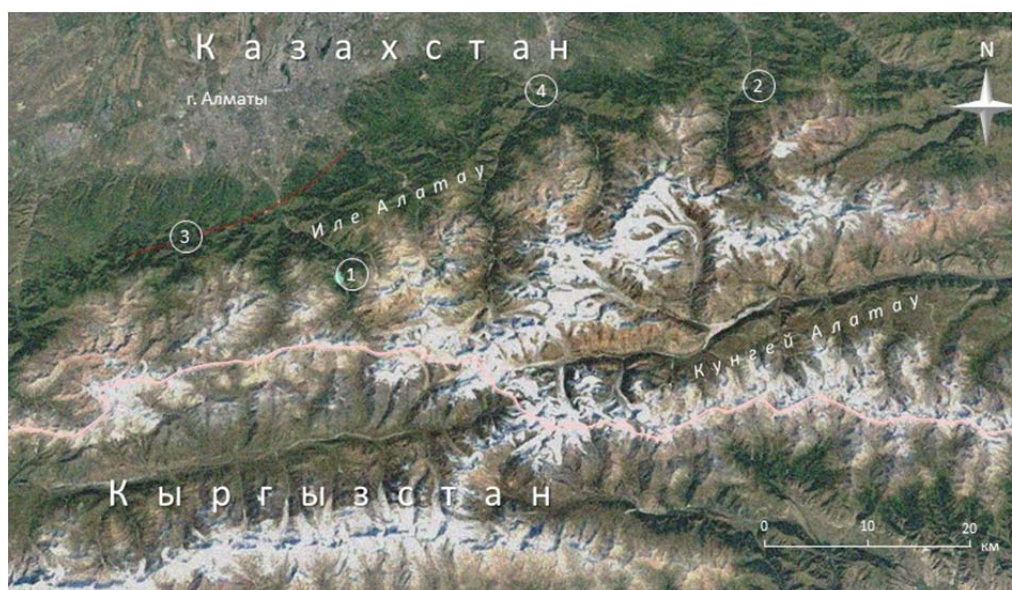 Казахстан
N
г. Алматы
4
2
Иле Алатау
3
1
Кунгей Алатау
Кыргызстан
0 10 20
км